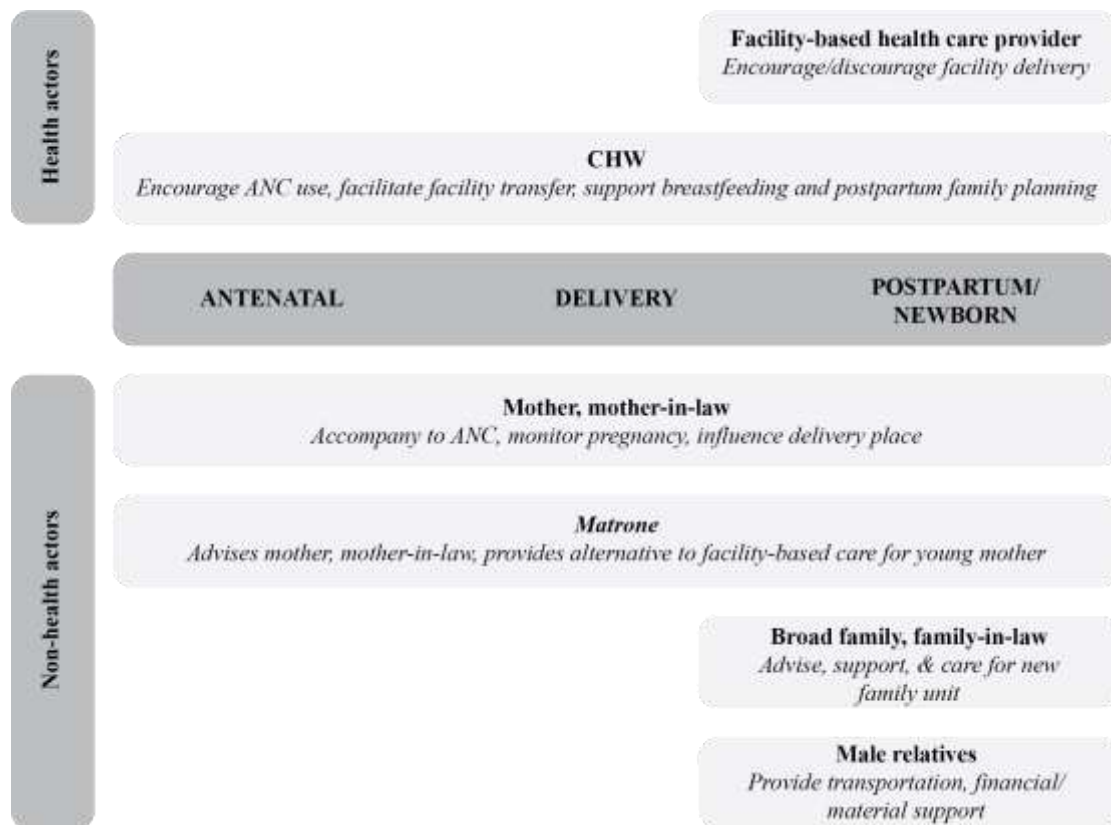 Health actors
Facility-based health care provider
Encourage/discourage facility delivery
CHW
Encourage ANC use, facilitate facility transfer, support breastfeeding and postpartum family planning
ANTENATAL
DELIVERY
POSTPARTUM/
NEWBORN
Non-health actors
Mother, mother-in-law
Accompany to ANC, monitor pregnancy, influence delivery place
Matrone
Advises mother, mother-in-law, provides alternative to facility-based care for young mother
Broad family, family-in-law
Advise, support, & care for new
family unit
Male relatives
Provide transportation, financial/
material support